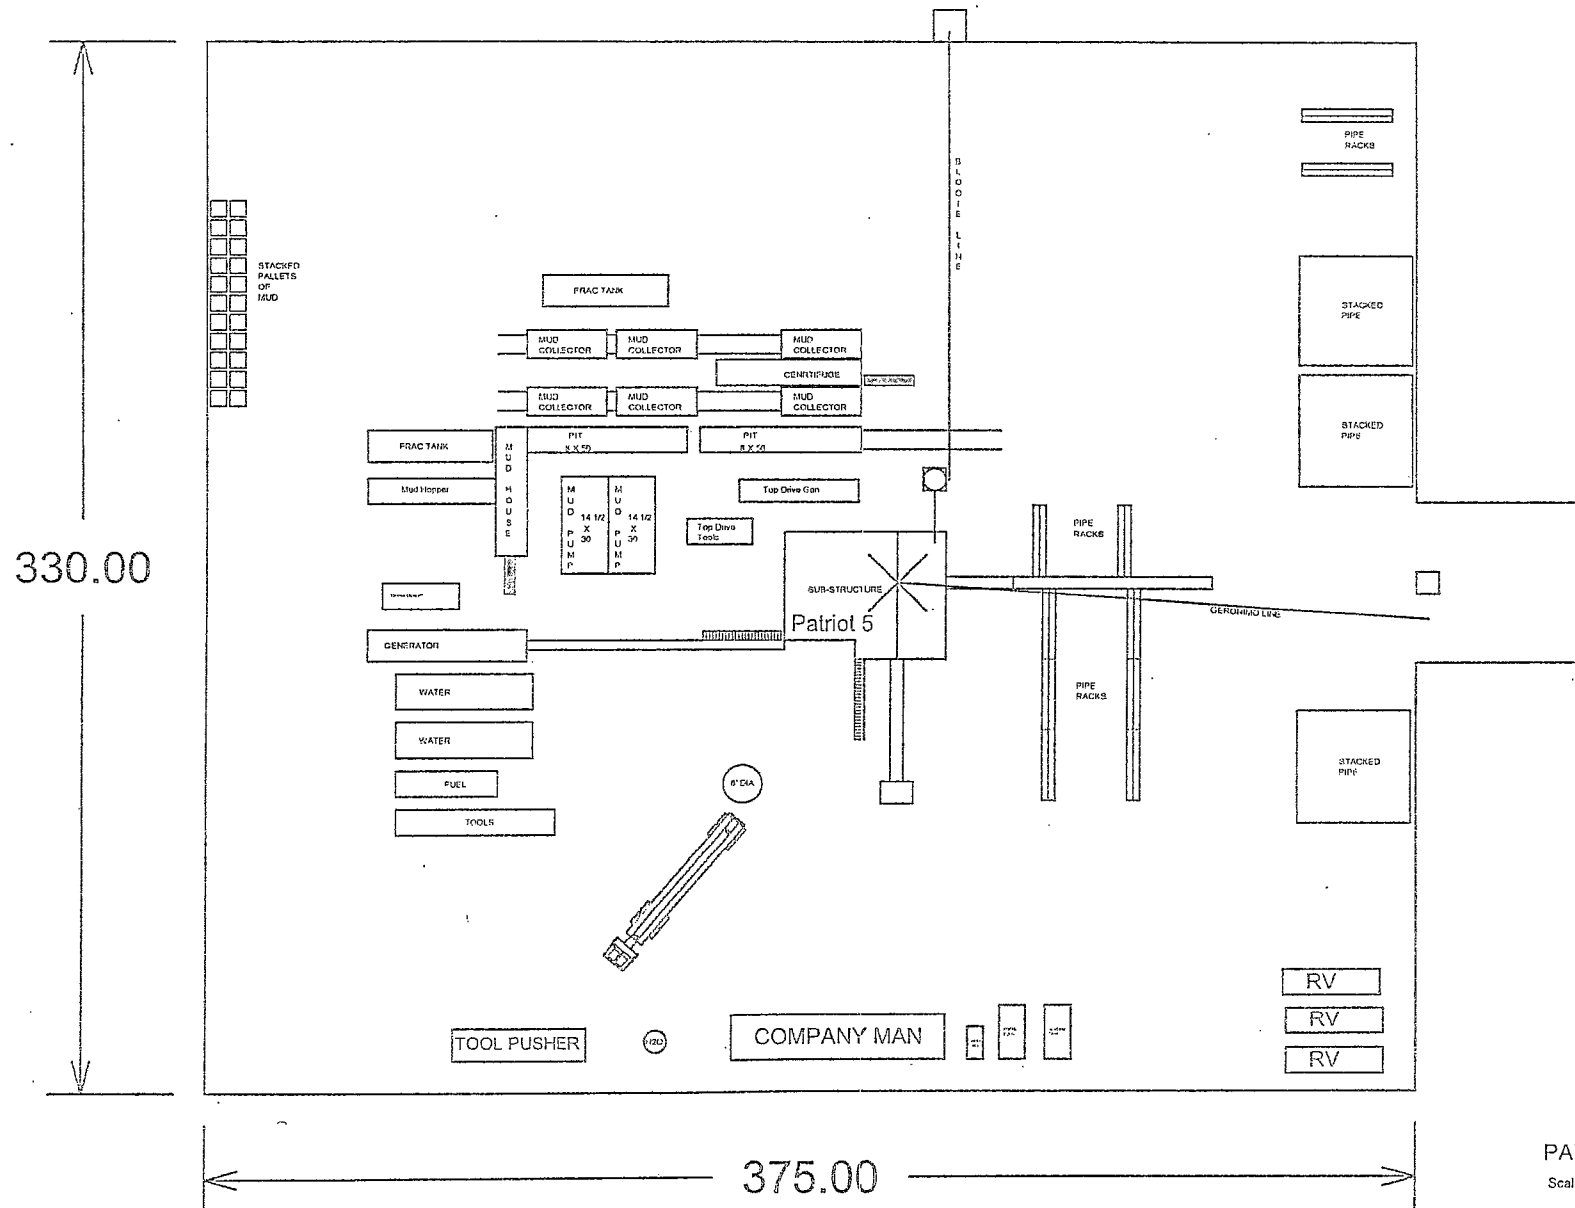 PIPE
RACKS
BLOOIE LINE
STACKED
PALLETS
OF
MUD
FRAC TANK
STACKED
PIPE
MUD
COLLECTOR
MUD
COLLECTOR
MUD
COLLECTOR
CENRTIFUGE
MUD
COLLECTOR
MUD
COLLECTOR
MUD
COLLECTOR
STACKED
PIPE
FRAC TANK
MUD HOUSE
PIT
8 X 50
PIT
8 X 50
Mud Hopper
MUD PUMP
14 1/2
X
30
MUD PUMP
14 1/2
X
30
Top Drive Gen
Top Drive
Tools
PIPE
RACKS
330.00
SUB-STRUCTURE
Patriot 5
GERONIMO LINE
GENERATOR
WATER
PIPE
RACKS
WATER
FUEL
8' DIA
STACKED
PIPE
TOOLS
RV
RV
RV
TOOL PUSHER
H2O
COMPANY MAN
375.00
PA
Scal